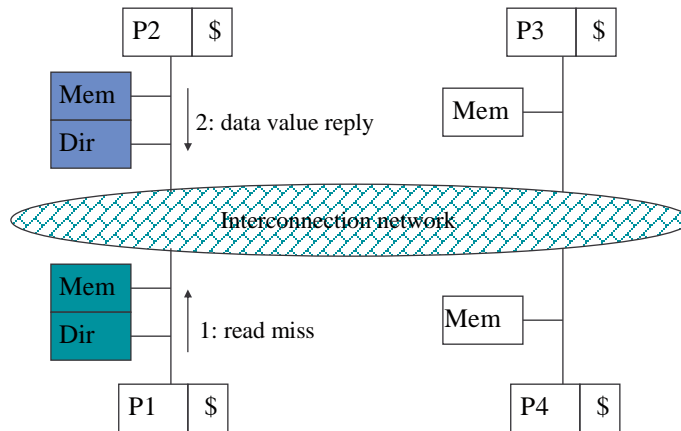 P2 $
P3 $
Mem
Dir
2: data value reply
Mem
Interconnection network
Mem
Dir
1: read miss
Mem
P1 $
P4 $